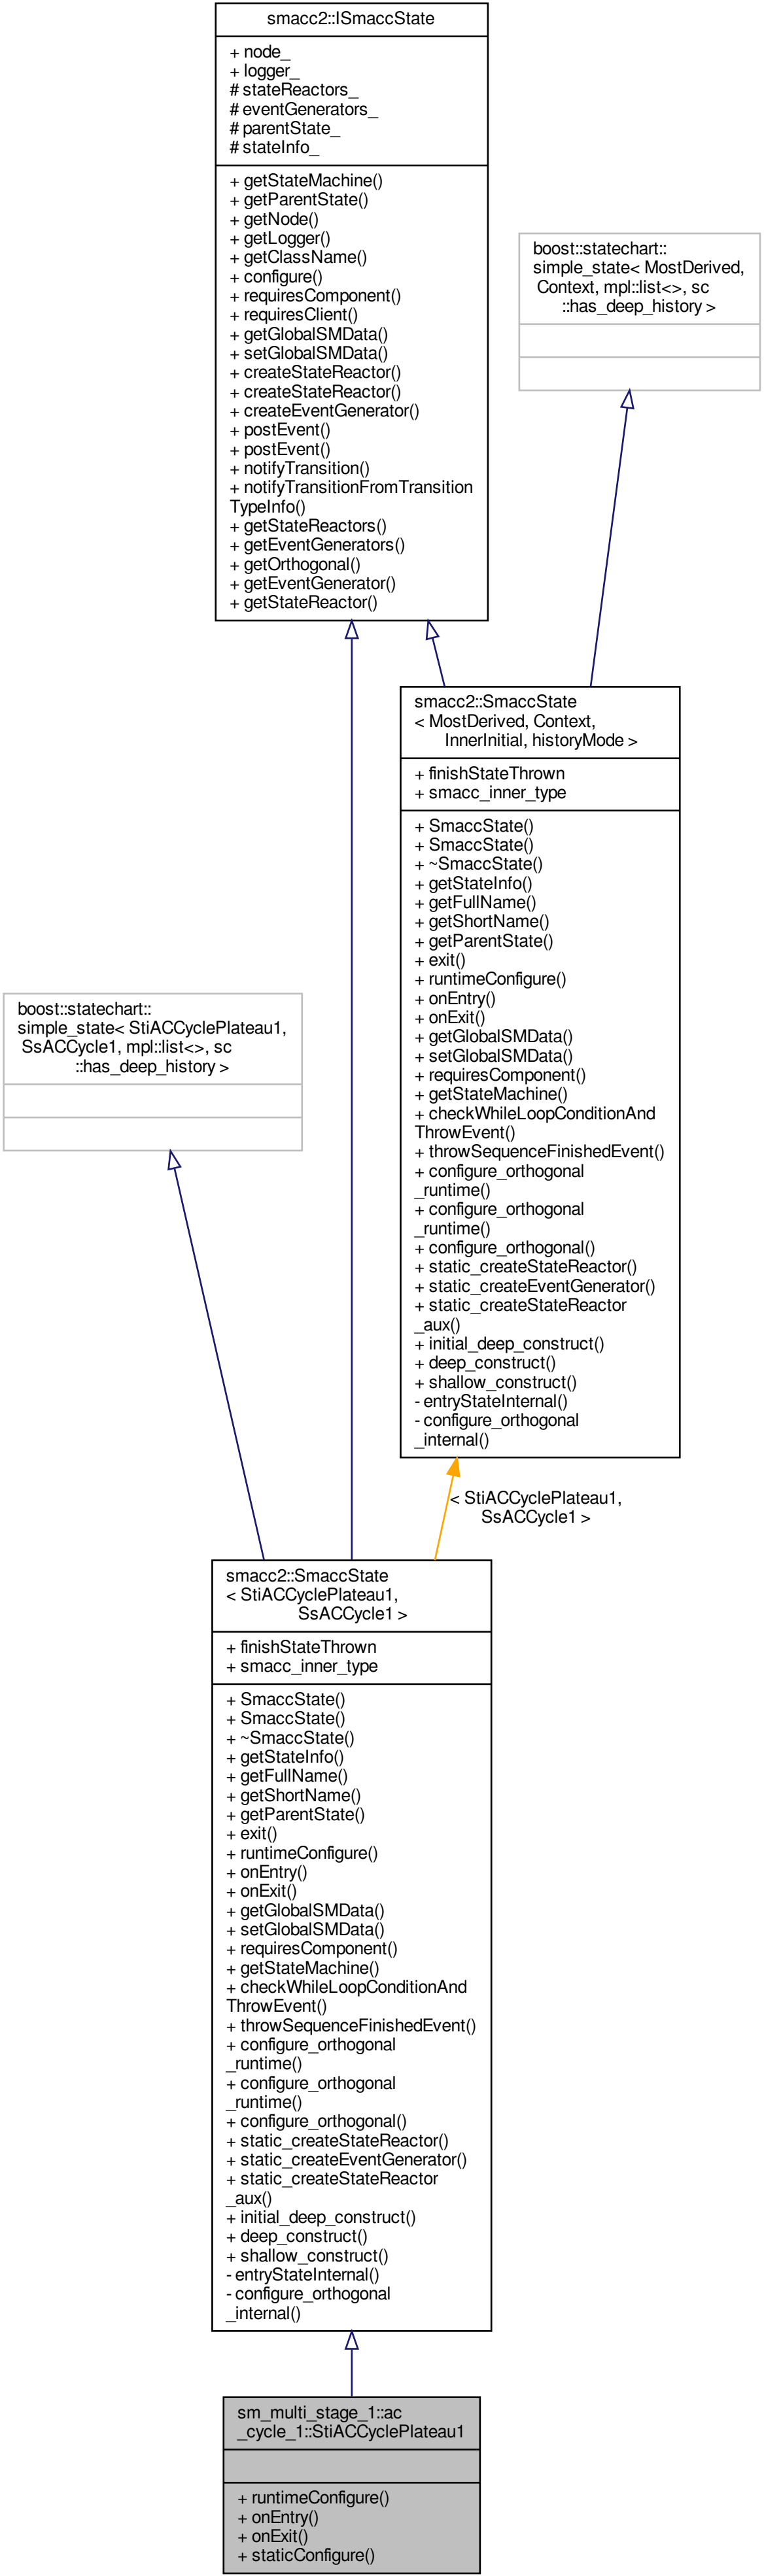 smacc2::ISmaccState
+ node_
+ logger_
# stateReactors_
# eventGenerators_
# parentState_
# stateInfo_
+ getStateMachine()
+ getParentState()
+ getNode()
+ getLogger()
+ getClassName()
+ configure()
+ requiresComponent()
+ requiresClient()
+ getGlobalSMData()
+ setGlobalSMData()
+ createStateReactor()
+ createStateReactor()
+ createEventGenerator()
+ postEvent()
+ postEvent()
+ notifyTransition()
+ notifyTransitionFromTransition
TypeInfo()
+ getStateReactors()
+ getEventGenerators()
+ getOrthogonal()
+ getEventGenerator()
+ getStateReactor()
boost::statechart::
simple_state< MostDerived,
Context, mpl::list<>, sc
::has_deep_history >
smacc2::SmaccState
< MostDerived, Context,
InnerInitial, historyMode >
+ finishStateThrown
+ smacc_inner_type
+ SmaccState()
+ SmaccState()
+ ~SmaccState()
+ getStateInfo()
+ getFullName()
+ getShortName()
+ getParentState()
+ exit()
+ runtimeConfigure()
+ onEntry()
+ onExit()
+ getGlobalSMData()
+ setGlobalSMData()
+ requiresComponent()
+ getStateMachine()
+ checkWhileLoopConditionAnd
ThrowEvent()
+ throwSequenceFinishedEvent()
+ configure_orthogonal
_runtime()
+ configure_orthogonal
_runtime()
+ configure_orthogonal()
+ static_createStateReactor()
+ static_createEventGenerator()
+ static_createStateReactor
_aux()
+ initial_deep_construct()
+ deep_construct()
+ shallow_construct()
- entryStateInternal()
- configure_orthogonal
_internal()
boost::statechart::
simple_state< StiACCyclePlateau1,
SsACCycle1, mpl::list<>, sc
::has_deep_history >
< StiACCyclePlateau1,
SsACCycle1 >
smacc2::SmaccState
< StiACCyclePlateau1,
SsACCycle1 >
+ finishStateThrown
+ smacc_inner_type
+ SmaccState()
+ SmaccState()
+ ~SmaccState()
+ getStateInfo()
+ getFullName()
+ getShortName()
+ getParentState()
+ exit()
+ runtimeConfigure()
+ onEntry()
+ onExit()
+ getGlobalSMData()
+ setGlobalSMData()
+ requiresComponent()
+ getStateMachine()
+ checkWhileLoopConditionAnd
ThrowEvent()
+ throwSequenceFinishedEvent()
+ configure_orthogonal
_runtime()
+ configure_orthogonal
_runtime()
+ configure_orthogonal()
+ static_createStateReactor()
+ static_createEventGenerator()
+ static_createStateReactor
_aux()
+ initial_deep_construct()
+ deep_construct()
+ shallow_construct()
- entryStateInternal()
- configure_orthogonal
_internal()
sm_multi_stage_1::ac
_cycle_1::StiACCyclePlateau1
+ runtimeConfigure()
+ onEntry()
+ onExit()
+ staticConfigure()